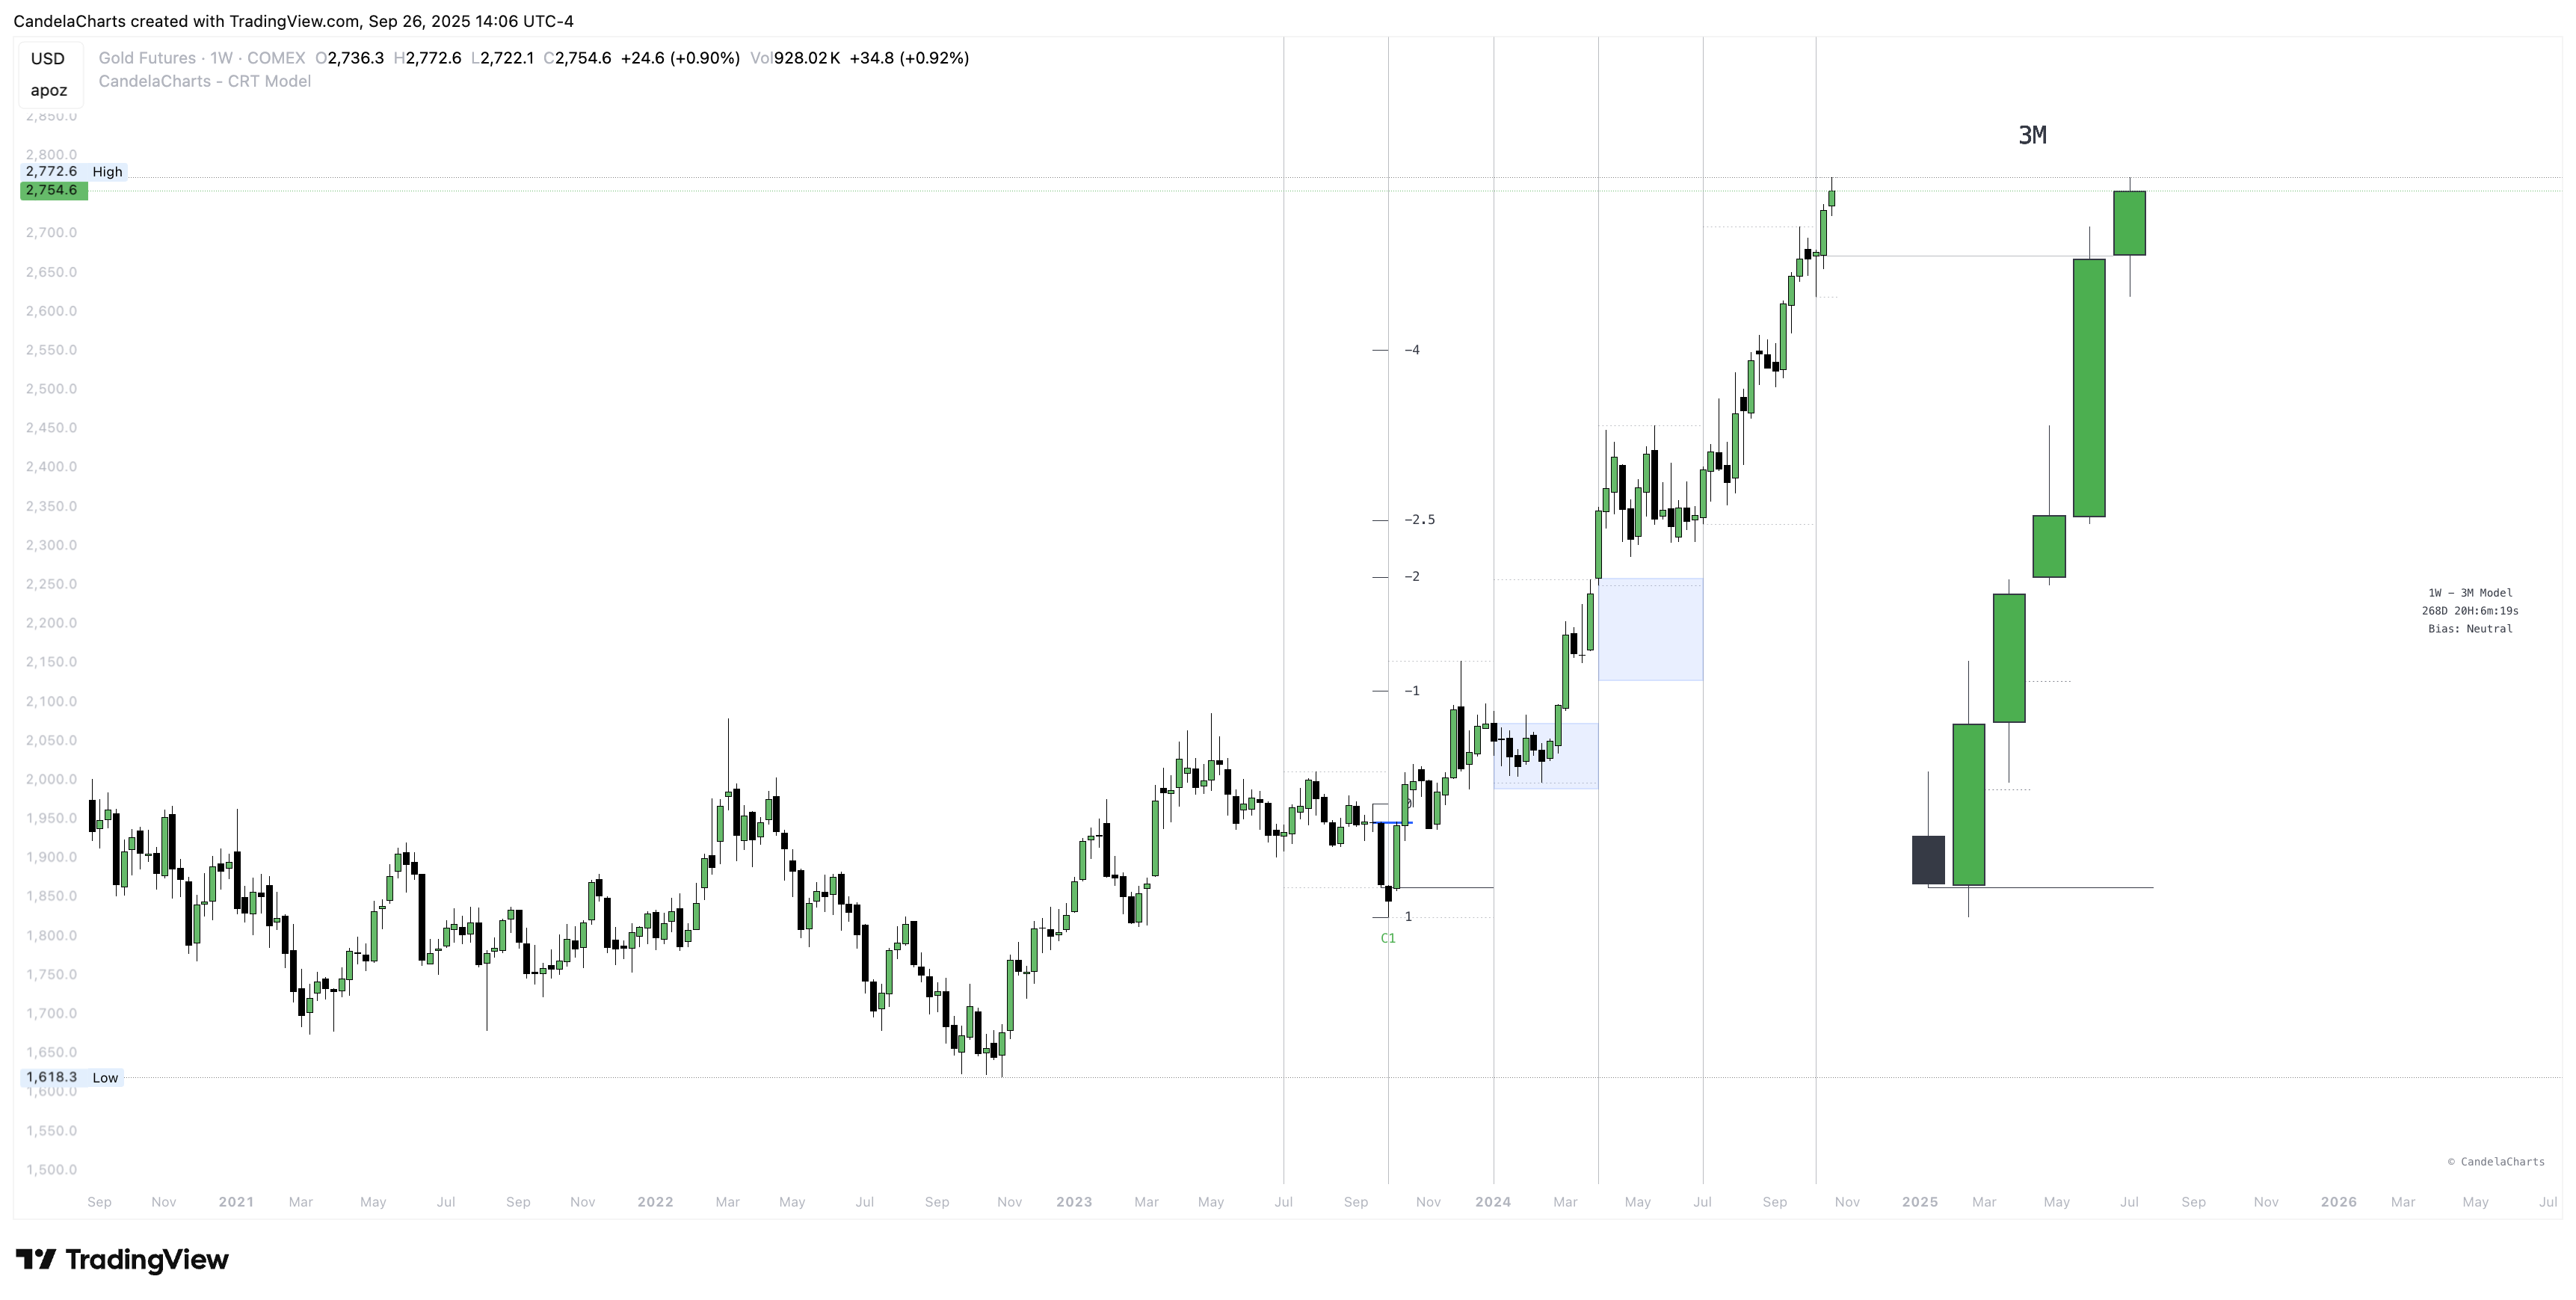 CandelaCharts created with TradingView.com, Sep 26, 2025 14:06 UTC-4
USD
apoz
Gold Futures · 1W · COMEX O2,736.3 H2,772.6 L2,722.1 C2,754.6 +24.6 (+0.90%) Vol928.02 K +34.8 (+0.92%)
CandelaCharts - CRT Model
2,850.0
3M
2,800.0
2,772.6 High
2,754.6
2,700.0
2,650.0
2,600.0
2,550.0
2,500.0
2,450.0
2,400.0
2,350.0
2,300.0
2,250.0
2,200.0
2,150.0
2,100.0
2,050.0
2,000.0
1,950.0
1,900.0
1,850.0
1,800.0
1,750.0
1,700.0
1,650.0
1,618.3 Low
1,600.0
1,550.0
1,500.0
-4
-2.5
-2
-1
0
1
C1
1W - 3M Model
268D 20H:6m:19s
Bias: Neutral
© CandelaCharts
Sep Nov 2021 Mar May Jul Sep Nov 2022 Mar May Jul Sep Nov 2023 Mar May Jul Sep Nov 2024 Mar May Jul Sep Nov 2025 Mar May Jul Sep Nov 2026 Mar May Jul
TradingView